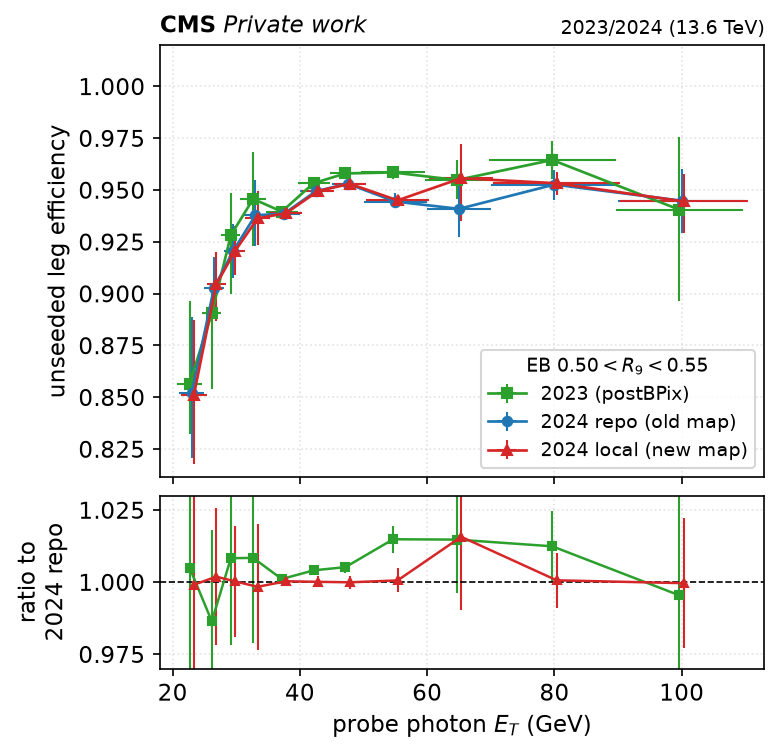 CMS Private work
2023/2024 (13.6 TeV)
unseeded leg efficiency
1.000
0.975
0.950
0.925
0.900
0.875
0.850
0.825
EB 0.50 < R₉ < 0.55
2023 (postBPix)
2024 repo (old map)
2024 local (new map)
ratio to
2024 repo
1.025
1.000
0.975
20 40 60 80 100
probe photon E_T (GeV)